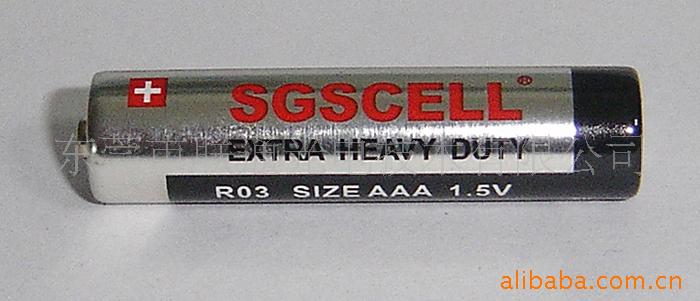 SGSCELL®
EXTRA HEAVY DUTY
R03 SIZE AAA 1.5V
alibaba.com.cn